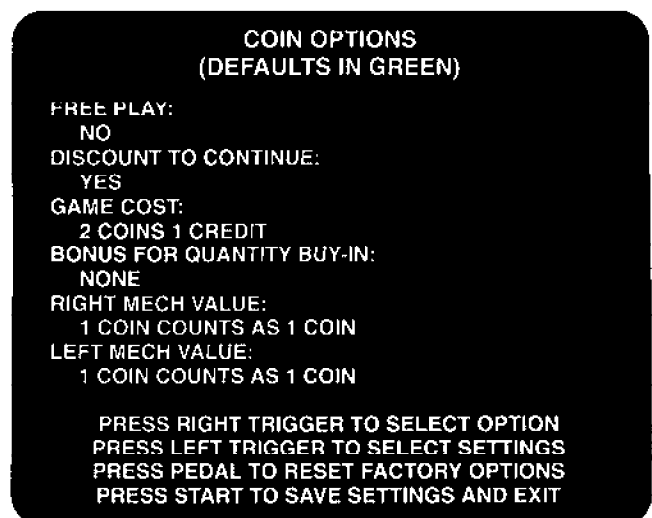 COIN OPTIONS
(DEFAULTS IN GREEN)
FREE PLAY:
NO
DISCOUNT TO CONTINUE:
YES
GAME COST:
2 COINS 1 CREDIT
BONUS FOR QUANTITY BUY-IN:
NONE
RIGHT MECH VALUE:
1 COIN COUNTS AS 1 COIN
LEFT MECH VALUE:
1 COIN COUNTS AS 1 COIN
PRESS RIGHT TRIGGER TO SELECT OPTION
PRESS LEFT TRIGGER TO SELECT SETTINGS
PRESS PEDAL TO RESET FACTORY OPTIONS
PRESS START TO SAVE SETTINGS AND EXIT